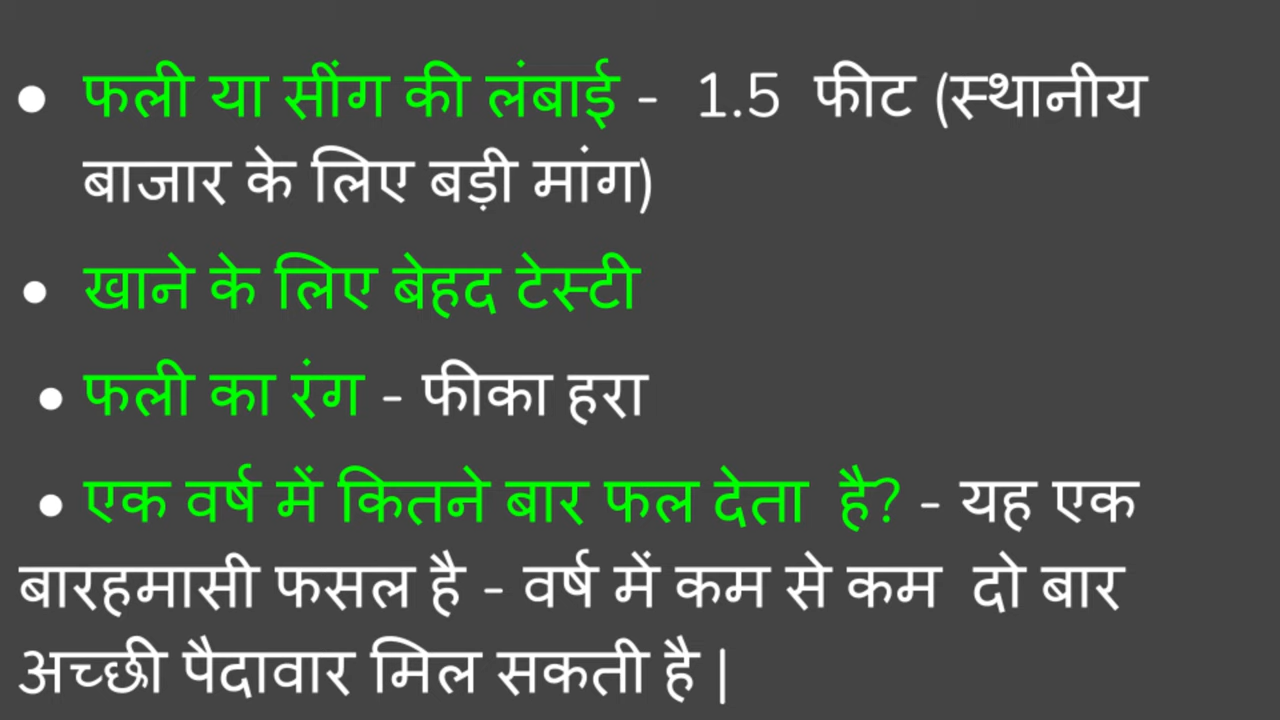 • फली या सींग की लंबाई - 1.5 फीट (स्थानीय
बाजार के लिए बड़ी मांग)
• खाने के लिए बेहद टेस्टी
• फली का रंग - फीका हरा
• एक वर्ष में कितने बार फल देता है? - यह एक
बारहमासी फसल है - वर्ष में कम से कम दो बार
अच्छी पैदावार मिल सकती है |